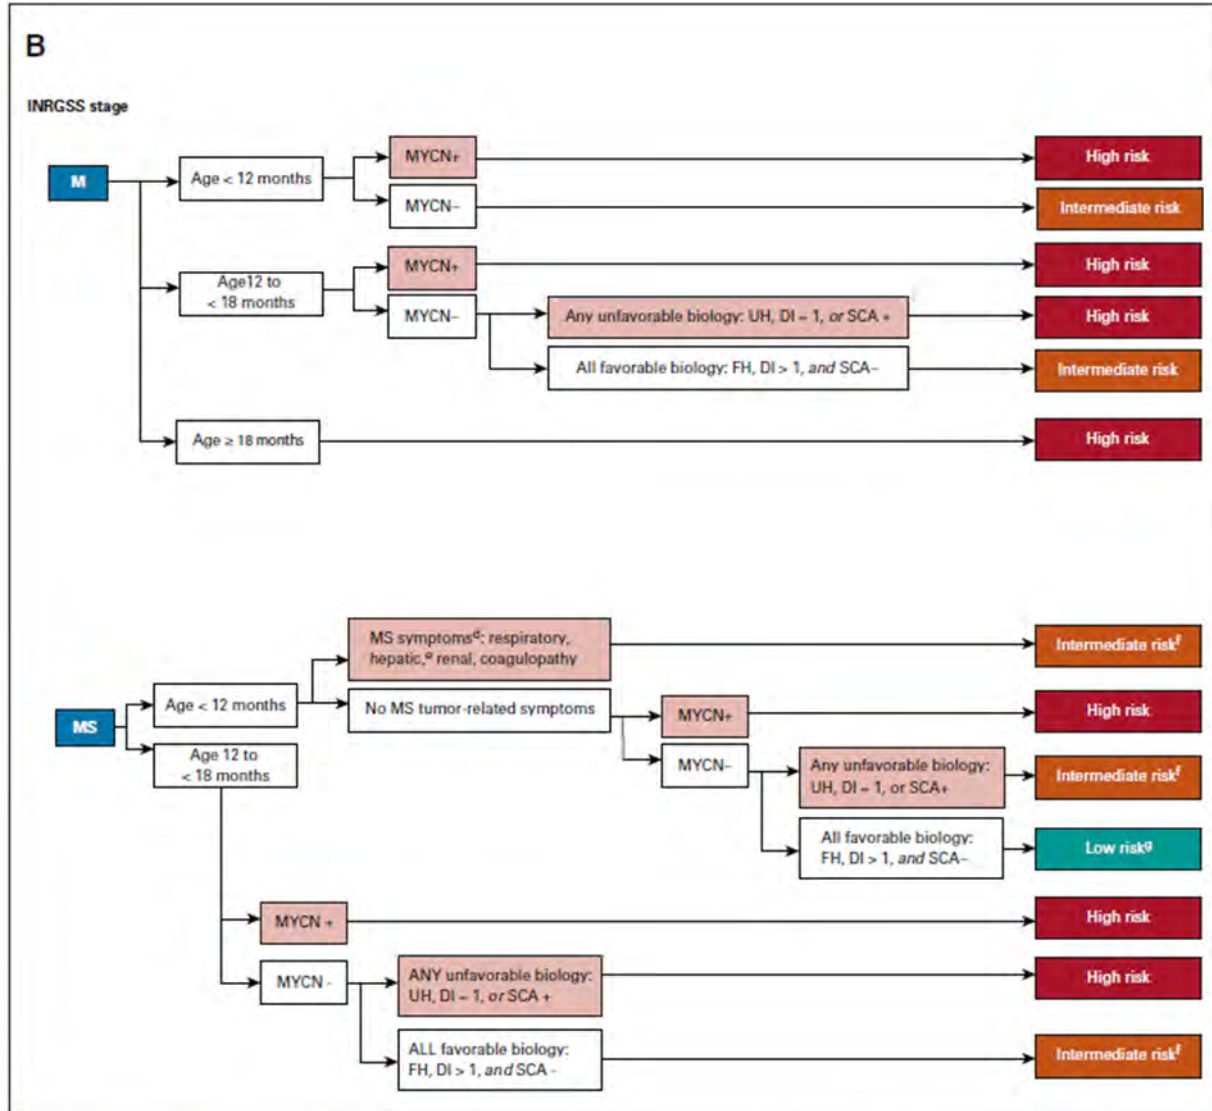 B
INRGSS stage
M
Age < 12 months
MYCN+
High risk
MYCN–
Intermediate risk
Age12 to
< 18 months
MYCN+
High risk
MYCN–
Any unfavorable biology: UH, DI – 1, or SCA +
High risk
All favorable biology: FH, DI > 1, and SCA–
Intermediate risk
Age ≥ 18 months
High risk
MS
Age < 12 months
MS symptomsᵈ: respiratory,
hepatic,ᵉ renal, coagulopathy
Intermediate riskᶠ
No MS tumor-related symptoms
MYCN+
High risk
MYCN–
Any unfavorable biology:
UH, DI – 1, or SCA+
Intermediate riskᶠ
All favorable biology:
FH, DI > 1, and SCA–
Low riskᵍ
Age 12 to
< 18 months
MYCN +
High risk
MYCN -
ANY unfavorable biology:
UH, DI – 1, or SCA +
High risk
ALL favorable biology:
FH, DI > 1, and SCA -
Intermediate riskᶠ